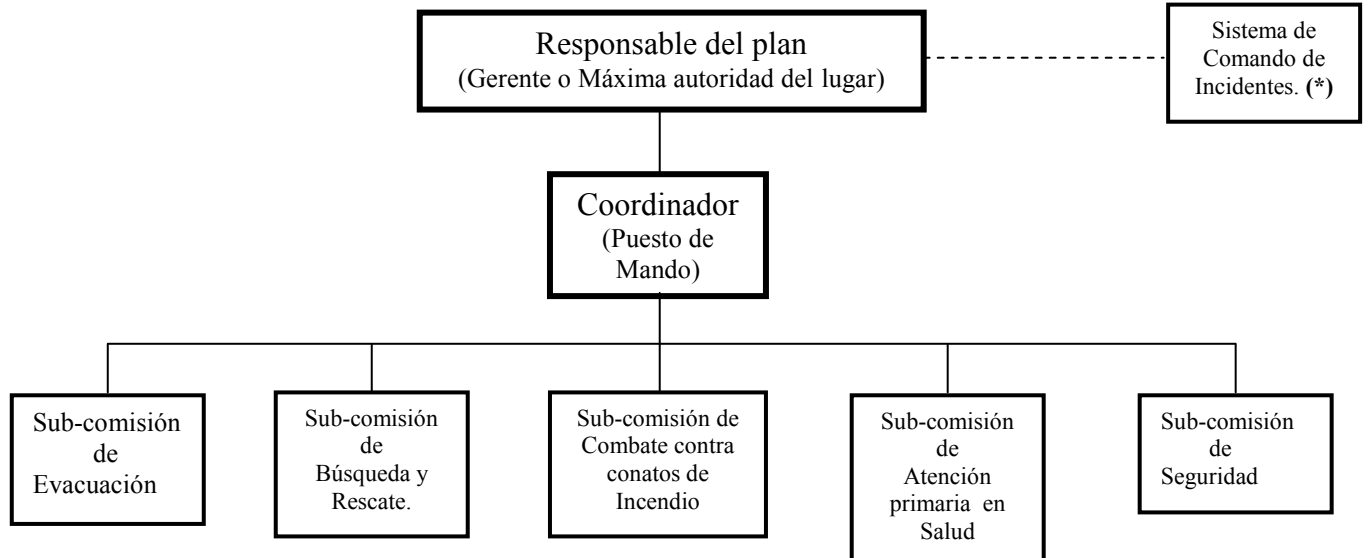 Responsable del plan
(Gerente o Máxima autoridad del lugar)
Sistema de
Comando de
Incidentes. (*)
Coordinador
(Puesto de
Mando)
Sub-comisión
de
Evacuación
Sub-comisión
de
Búsqueda y
Rescate.
Sub-comisión de
Combate contra
conatos de
Incendio
Sub-comisión
de
Atención
primaria en
Salud
Sub-comisión
de
Seguridad